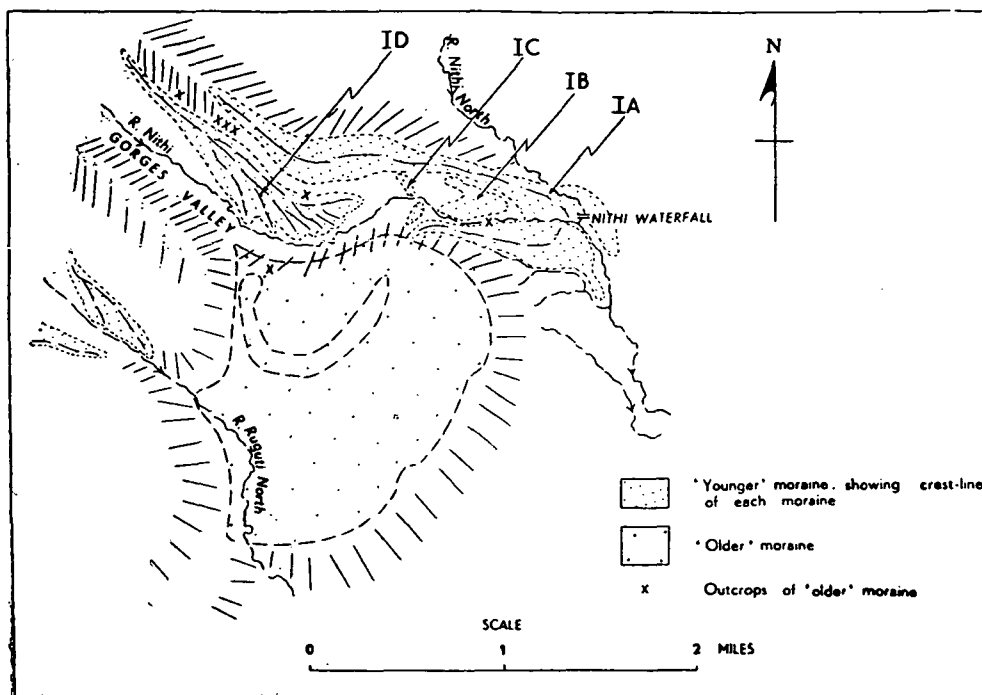 ID
IC
IB
IA
N
R. Nithi North
R. Nithi
GORGES VALLEY
NITHI WATERFALL
R. Ruguti North
'Younger' moraine. showing crest-line
of each moraine
'Older' moraine
x Outcrops of 'older' moraine
x
xxx
x
x
x
SCALE
0 1 2 MILES